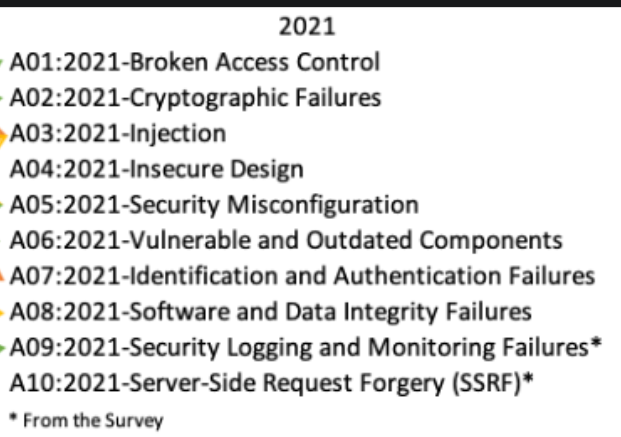 2021
A01:2021-Broken Access Control
A02:2021-Cryptographic Failures
A03:2021-Injection
A04:2021-Insecure Design
A05:2021-Security Misconfiguration
A06:2021-Vulnerable and Outdated Components
A07:2021-Identification and Authentication Failures
A08:2021-Software and Data Integrity Failures
A09:2021-Security Logging and Monitoring Failures*
A10:2021-Server-Side Request Forgery (SSRF)*
* From the Survey